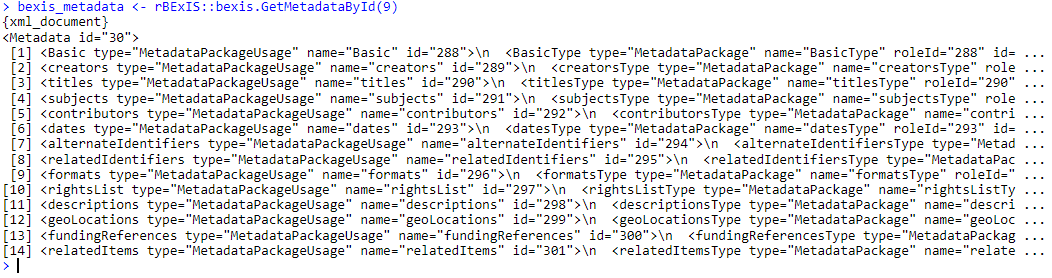 > bexis_metadata <- rBExIS::bexis.GetMetadataById(9)
{xml_document}
<Metadata id="30">
[1] <Basic type="MetadataPackageUsage" name="Basic" id="288">\n  <BasicType type="MetadataPackage" name="BasicType" roleId="288" id= ...
[2] <creators type="MetadataPackageUsage" name="creators" id="289">\n  <creatorsType type="MetadataPackage" name="creatorsType" role ...
[3] <titles type="MetadataPackageUsage" name="titles" id="290">\n  <titlesType type="MetadataPackage" name="titlesType" roleId="290" ...
[4] <subjects type="MetadataPackageUsage" name="subjects" id="291">\n  <subjectsType type="MetadataPackage" name="subjectsType" role ...
[5] <contributors type="MetadataPackageUsage" name="contributors" id="292">\n  <contributorsType type="MetadataPackage" name="contri ...
[6] <dates type="MetadataPackageUsage" name="dates" id="293">\n  <datesType type="MetadataPackage" name="datesType" roleId="293" id= ...
[7] <alternateIdentifiers type="MetadataPackageUsage" name="alternateIdentifiers" id="294">\n  <alternateIdentifiersType type="Metad ...
[8] <relatedIdentifiers type="MetadataPackageUsage" name="relatedIdentifiers" id="295">\n  <relatedIdentifiersType type="MetadataPac ...
[9] <formats type="MetadataPackageUsage" name="formats" id="296">\n  <formatsType type="MetadataPackage" name="formatsType" roleId=" ...
[10] <rightsList type="MetadataPackageUsage" name="rightsList" id="297">\n  <rightsListType type="MetadataPackage" name="rightsListTy ...
[11] <descriptions type="MetadataPackageUsage" name="descriptions" id="298">\n  <descriptionsType type="MetadataPackage" name="descri ...
[12] <geoLocations type="MetadataPackageUsage" name="geoLocations" id="299">\n  <geoLocationsType type="MetadataPackage" name="geoLoc ...
[13] <fundingReferences type="MetadataPackageUsage" name="fundingReferences" id="300">\n  <fundingReferencesType type="MetadataPackag ...
[14] <relatedItems type="MetadataPackageUsage" name="relatedItems" id="301">\n  <relatedItemsType type="MetadataPackage" name="relate ...
>